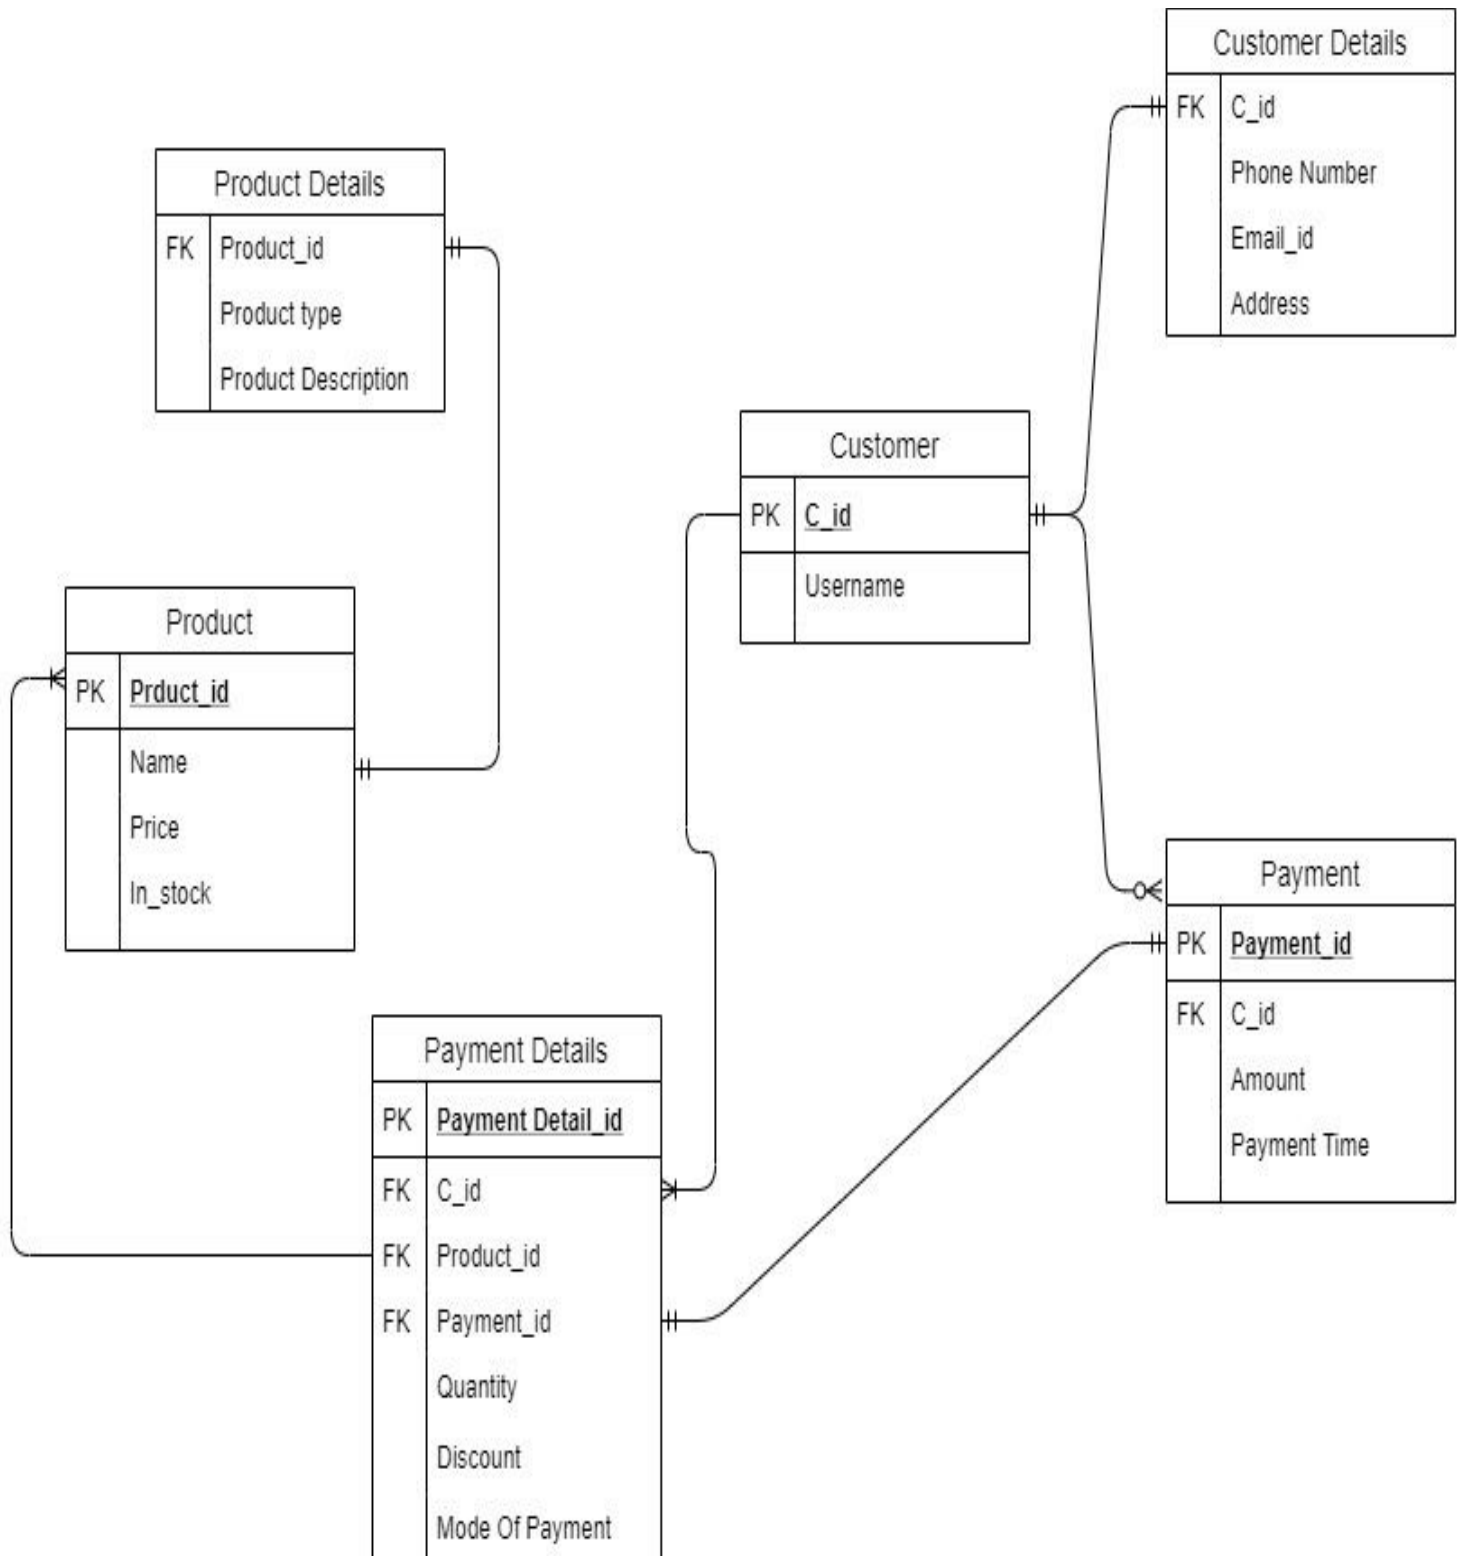 Customer Details
FK C_id
Phone Number
Email_id
Address
Product Details
FK Product_id
Product type
Product Description
Customer
PK C_id
Username
Product
PK Prduct_id
Name
Price
In_stock
Payment
PK Payment_id
FK C_id
Amount
Payment Time
Payment Details
PK Payment Detail_id
FK C_id
FK Product_id
FK Payment_id
Quantity
Discount
Mode Of Payment